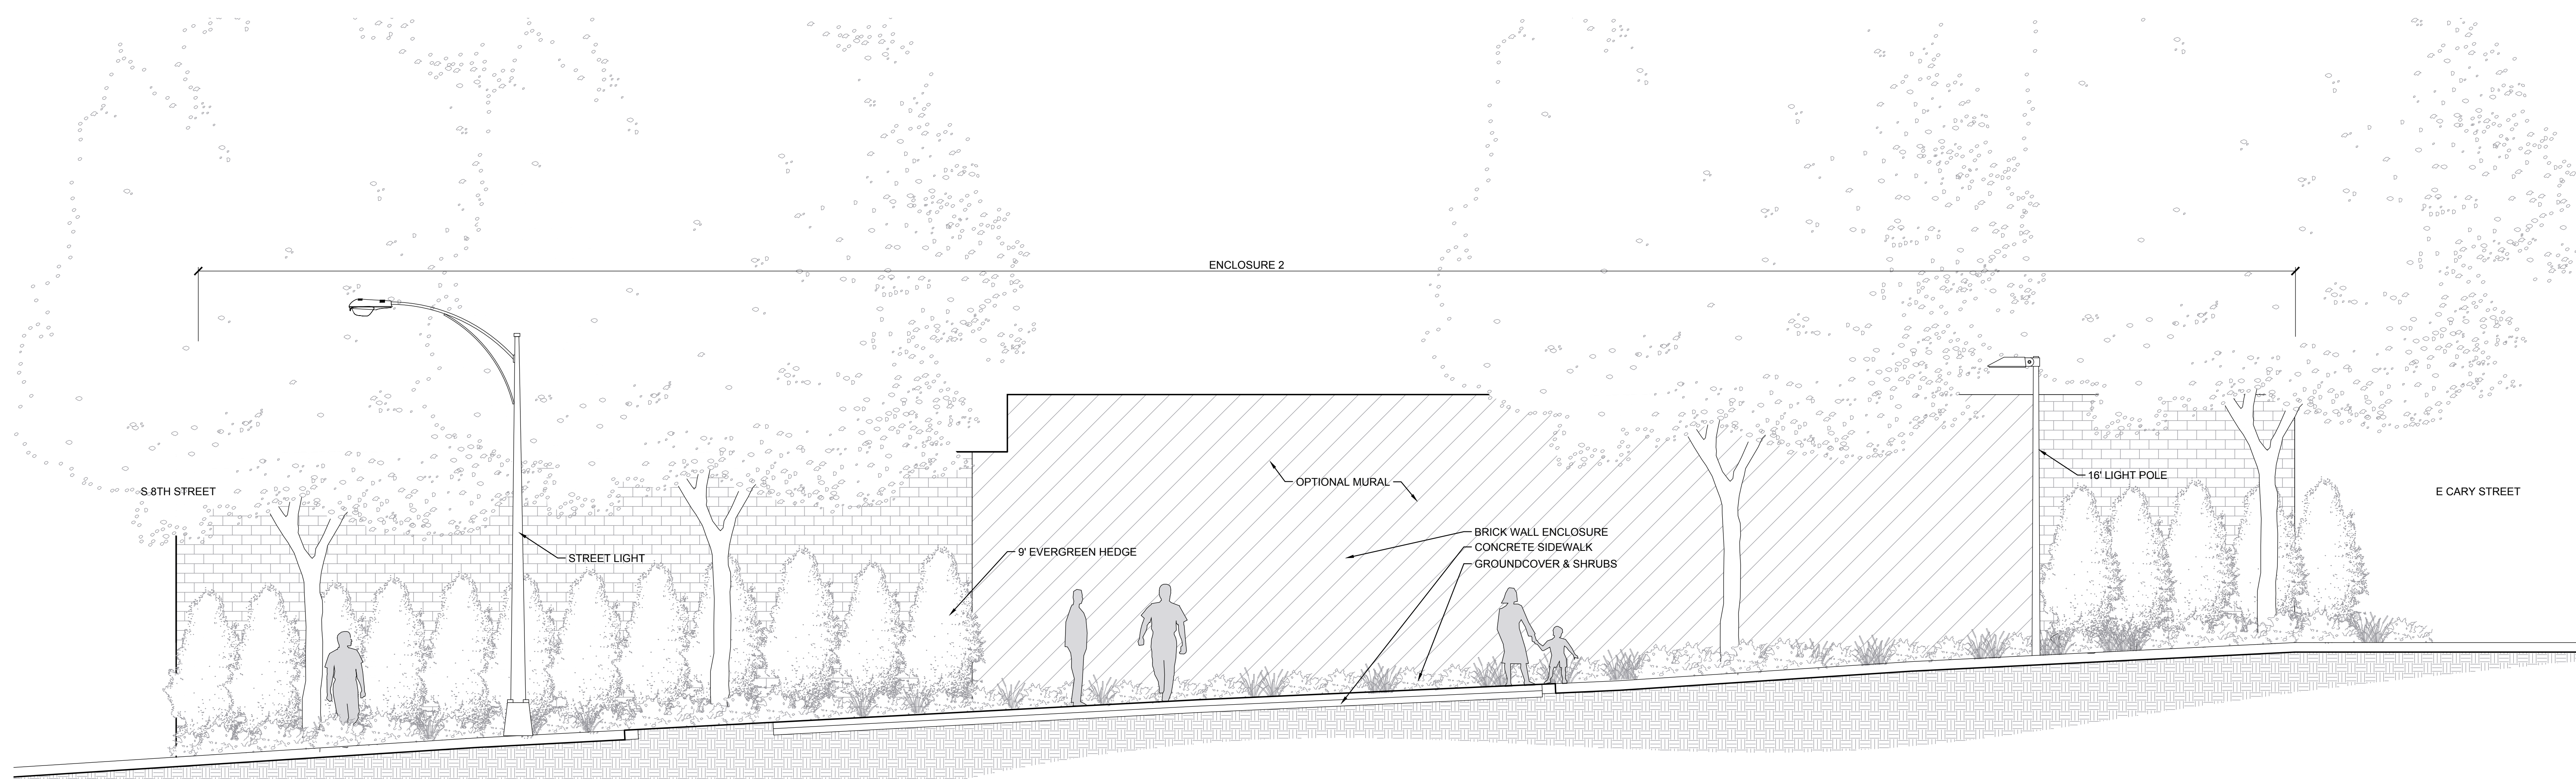 ENCLOSURE 2
S 8TH STREET
STREET LIGHT
9' EVERGREEN HEDGE
OPTIONAL MURAL
BRICK WALL ENCLOSURE
CONCRETE SIDEWALK
GROUNDCOVER & SHRUBS
16' LIGHT POLE
E CARY STREET